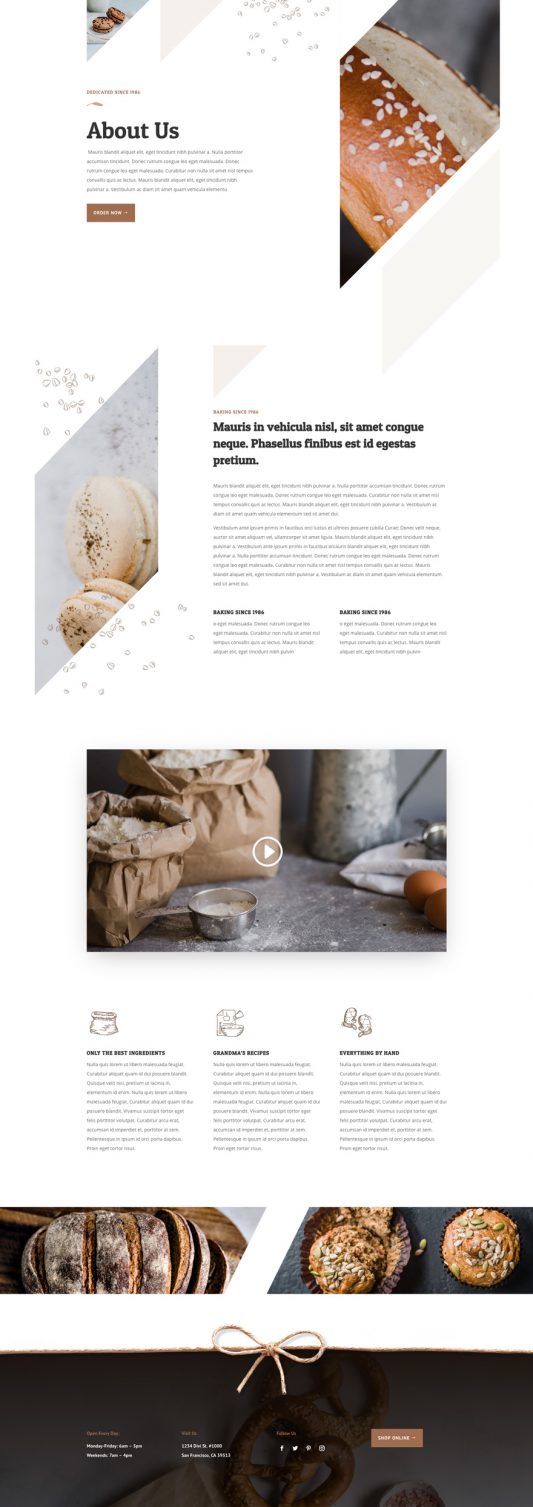 DEDICATED SINCE 1986
About Us
Mauris blandit aliquet elit, eget tincidunt nibh pulvinar a. Nulla porttitor
accumsan tincidunt. Donec rutrum congue leo eget malesuada. Donec
rutrum congue leo eget malesuada. Curabitur non nulla sit amet nisl tempus
convallis quis ac lectus. Mauris blandit aliquet elit, eget tincidunt nibh
pulvinar a. Vestibulum ac diam sit amet quam vehicula elementu
ORDER NOW →
BAKING SINCE 1986
Mauris in vehicula nisl, sit amet congue
neque. Phasellus finibus est id egestas
pretium.
Mauris blandit aliquet elit, eget tincidunt nibh pulvinar a. Nulla porttitor accumsan tincidunt. Donec rutrum
congue leo eget malesuada. Donec rutrum congue leo eget malesuada. Curabitur non nulla sit amet nisl
tempus convallis quis ac lectus. Mauris blandit aliquet elit, eget tincidunt nibh pulvinar a. Vestibulum ac
diam sit amet quam vehicula elementum sed sit amet dui.
Vestibulum ante ipsum primis in faucibus orci luctus et ultrices posuere cubilia Curae; Donec velit neque,
auctor sit amet aliquam vel, ullamcorper sit amet ligula. Mauris blandit aliquet elit, eget tincidunt nibh
pulvinar a. Vestibulum ante ipsum primis in faucibus orciauris blandit aliquet elit, eget tincidunt nibh
pulvinar a. Nulla porttitor accumsan tincidunt. Donec rutrum congue leo eget malesuada. Donec rutrum
congue leo eget malesuada. Curabitur non nulla sit amet nisl tempus convallis quis ac lectus. Mauris
blandit aliquet elit, eget tincidunt nibh pulvinar a. Vestibulum ac diam sit amet quam vehicula elementum
sed sit amet dui.
BAKING SINCE 1986
o eget malesuada. Donec rutrum congue leo
eget malesuada. Curabitur non nulla sit amet nisl
tempus convallis quis ac lectus. Mauris blandit
aliquet elit, eget tincidunt nibh pulvin
BAKING SINCE 1986
o eget malesuada. Donec rutrum congue leo
eget malesuada. Curabitur non nulla sit amet nisl
tempus convallis quis ac lectus. Mauris blandit
aliquet elit, eget tincidunt nibh pulvin
ONLY THE BEST INGREDIENTS
Nulla quis lorem ut libero malesuada feugiat.
Curabitur aliquet quam id dui posuere blandit.
Quisque velit nisi, pretium ut lacinia in,
elementum id enim. Nulla quis lorem ut libero
malesuada feugiat. Curabitur aliquet quam id dui
posuere blandit. Vivamus suscipit tortor eget
felis porttitor volutpat. Curabitur arcu erat,
accumsan id imperdiet et, porttitor at sem.
Pellentesque in ipsum id orci porta dapibus.
Proin eget tortor risus.
GRANDMA'S RECIPES
Nulla quis lorem ut libero malesuada feugiat.
Curabitur aliquet quam id dui posuere blandit.
Quisque velit nisi, pretium ut lacinia in,
elementum id enim. Nulla quis lorem ut libero
malesuada feugiat. Curabitur aliquet quam id dui
posuere blandit. Vivamus suscipit tortor eget
felis porttitor volutpat. Curabitur arcu erat,
accumsan id imperdiet et, porttitor at sem.
Pellentesque in ipsum id orci porta dapibus.
Proin eget tortor risus.
EVERYTHING BY HAND
Nulla quis lorem ut libero malesuada feugiat.
Curabitur aliquet quam id dui posuere blandit.
Quisque velit nisi, pretium ut lacinia in,
elementum id enim. Nulla quis lorem ut libero
malesuada feugiat. Curabitur aliquet quam id dui
posuere blandit. Vivamus suscipit tortor eget
felis porttitor volutpat. Curabitur arcu erat,
accumsan id imperdiet et, porttitor at sem.
Pellentesque in ipsum id orci porta dapibus.
Proin eget tortor risus.
Open Every Day:
Monday-Friday: 6am – 5pm
Weekends: 7am – 4pm
Visit Us
1234 Divi St. #1000
San Francisco, CA 39513
Follow Us
SHOP ONLINE →